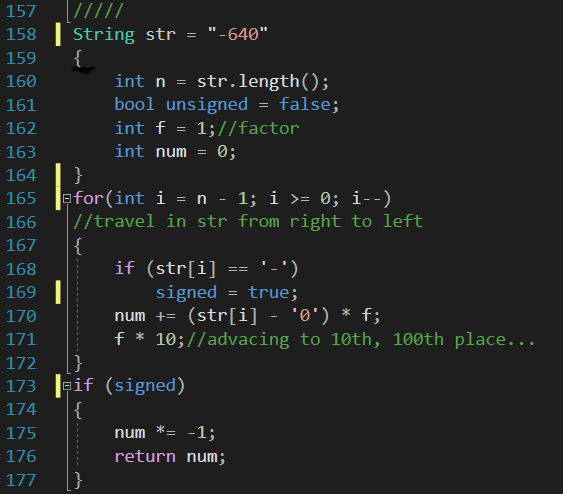 157 /////
158 String str = "-640"
159 {
160 int n = str.length();
161 bool unsigned = false;
162 int f = 1;//factor
163 int num = 0;
164 }
165 for(int i = n - 1; i >= 0; i--)
166 //travel in str from right to left
167 {
168 if (str[i] == '-')
169 signed = true;
170 num += (str[i] - '0') * f;
171 f * 10;//advacing to 10th, 100th place...
172 }
173 if (signed)
174 {
175 num *= -1;
176 return num;
177 }